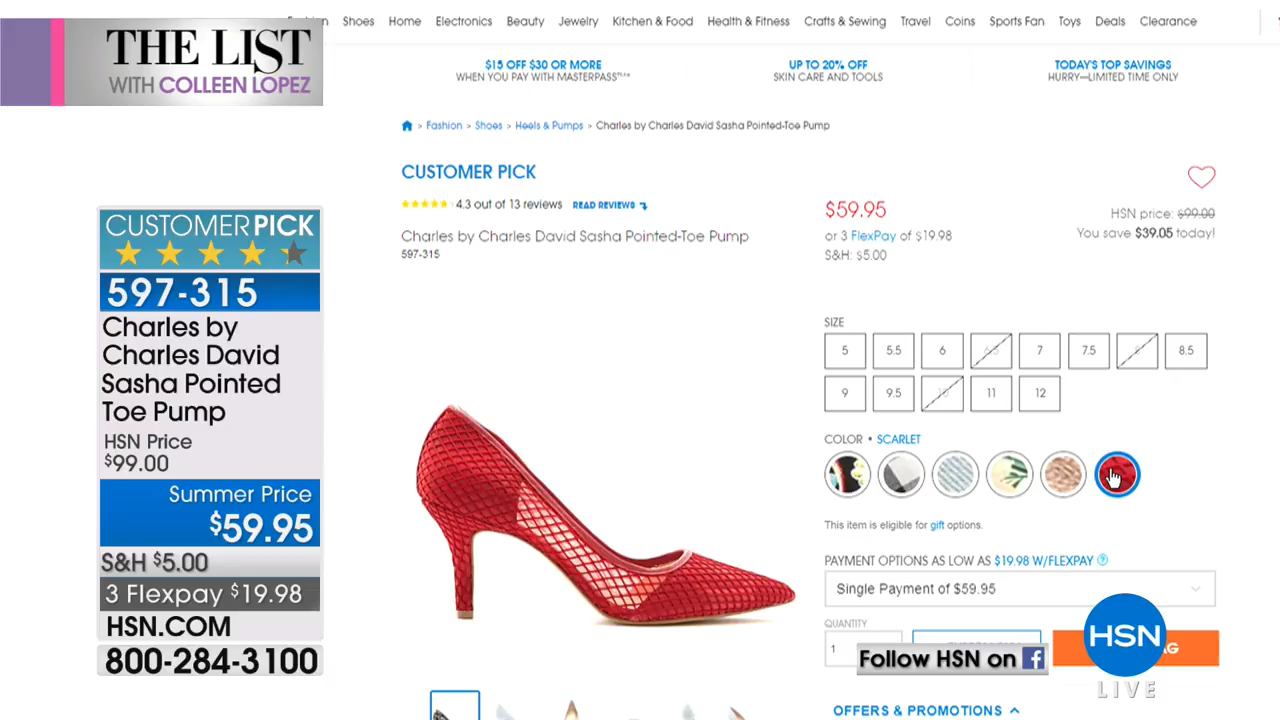 THE LIST
WITH COLLEEN LOPEZ
Shoes Home Electronics Beauty Jewelry Kitchen & Food Health & Fitness Crafts & Sewing Travel Coins Sports Fan Toys Deals Clearance
$15 OFF $30 OR MORE
WHEN YOU PAY WITH MASTERPASS
UP TO 20% OFF
SKIN CARE AND TOOLS
TODAY'S TOP SAVINGS
HURRY—LIMITED TIME ONLY
> Fashion > Shoes > Heels & Pumps > Charles by Charles David Sasha Pointed-Toe Pump
CUSTOMER PICK
4.3 out of 13 reviews READ REVIEWS
Charles by Charles David Sasha Pointed-Toe Pump
597-315
$59.95
or 3 FlexPay of $19.98
S&H: $5.00
HSN price: $99.00
You save $39.05 today!
SIZE
5 5.5 6 6.5 7 7.5 8.5
9 9.5 10 11 12
COLOR • SCARLET
This item is eligible for gift options.
PAYMENT OPTIONS AS LOW AS $19.98 W/FLEXPAY ?
Single Payment of $59.95
QUANTITY
1
OFFERS & PROMOTIONS
CUSTOMER PICK
597-315
Charles by
Charles David
Sasha Pointed
Toe Pump
HSN Price
$99.00
Summer Price
$59.95
S&H $5.00
3 Flexpay $19.98
HSN.COM
800-284-3100
Follow HSN on f
HSN
LIVE